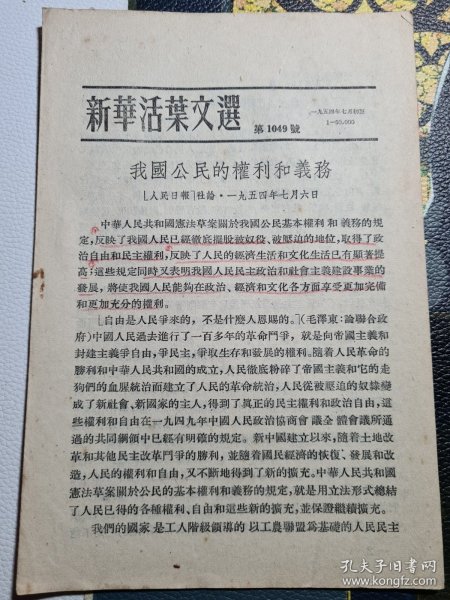 新華活葉文選
第1049號
一九五四年七月初版
我國公民的權利和義務
「人民日報」社論·一九五四年七月六日
中華人民共和國憲法草案關於我國公民基本權利和義務的規
定,反映了我國人民已經徹底擺脫被奴役、被壓迫的地位,取得了政
治自由和民主權利,反映了人民的經濟生活和文化生活已有顯著提
高;這些規定同時又表明我國人民民主政治和社會主義建設事業的
發展,將使我國人民能夠在政治、經濟和文化各方面享受更加完備
和更加充分的權利。
「自由是人民爭來的,不是什麼人恩賜的。」(毛澤東:論聯合政
府)中國人民過去進行了一百多年的革命鬥爭,就是向帝國主義和
封建主義爭自由,爭民主,爭取生存和發展的權利。隨着人民革命的
勝利和中華人民共和國的成立,人民徹底粉碎了帝國主義和它的走
狗們的血腥統治而建立了人民的革命統治,人民從被壓迫的奴隸變
成了新社會、新國家的主人,得到了真正的民主權利和政治自由,這
些權利和自由在一九四九年中國人民政治協商會議全體會議所通
過的共同綱領中已經有明確的規定。新中國建立以來,隨着土地改
革和其他民主改革鬥爭的勝利,並隨着國民經濟的恢復、發展和改
造,人民的權利和自由,又不斷地得到了新的擴充。中華人民共和國
憲法草案關於公民的基本權利和義務的規定,就是用立法形式總結
了人民已得的各種權利、自由和這些新的擴充,並保證繼續擴充。
我們的國家是工人階級領導的以工農聯盟爲基礎的人民民主
孔夫子旧书网